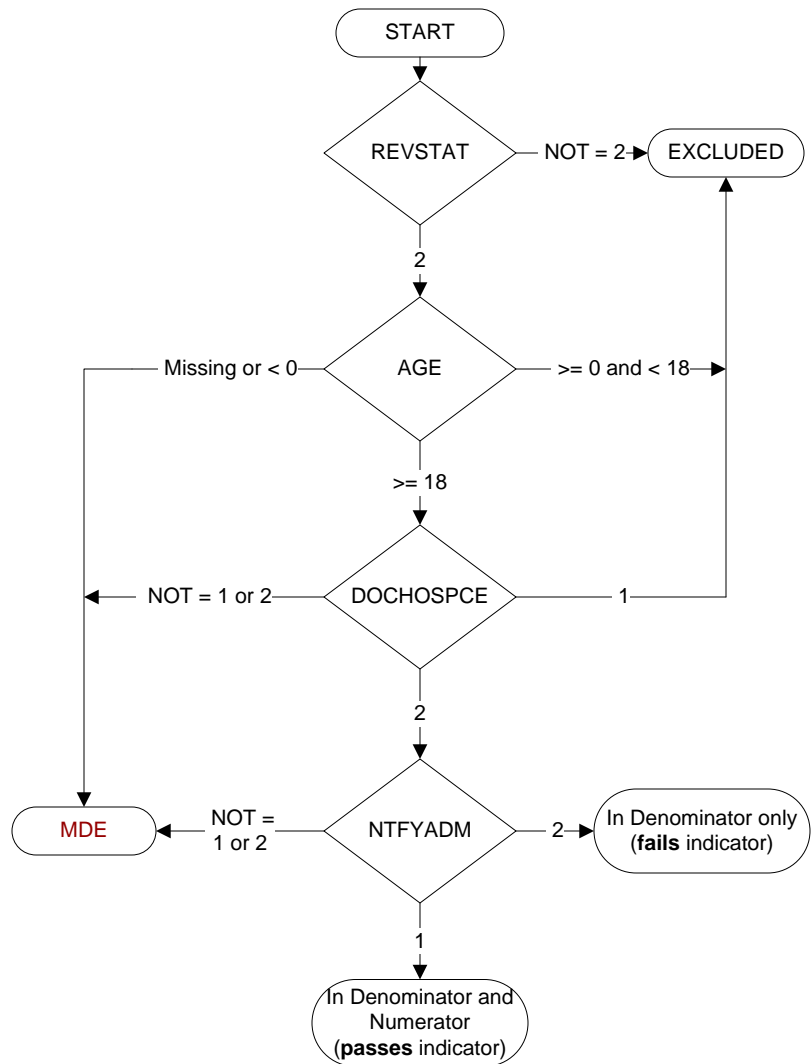 START
REVSTAT
NOT = 2
EXCLUDED
2
Missing or < 0
AGE
>= 0 and < 18
>= 18
NOT = 1 or 2
DOCHOSPCE
1
2
MDE
NOT =
1 or 2
NTFYADM
2
In Denominator only
(fails indicator)
1
In Denominator and
Numerator
(passes indicator)